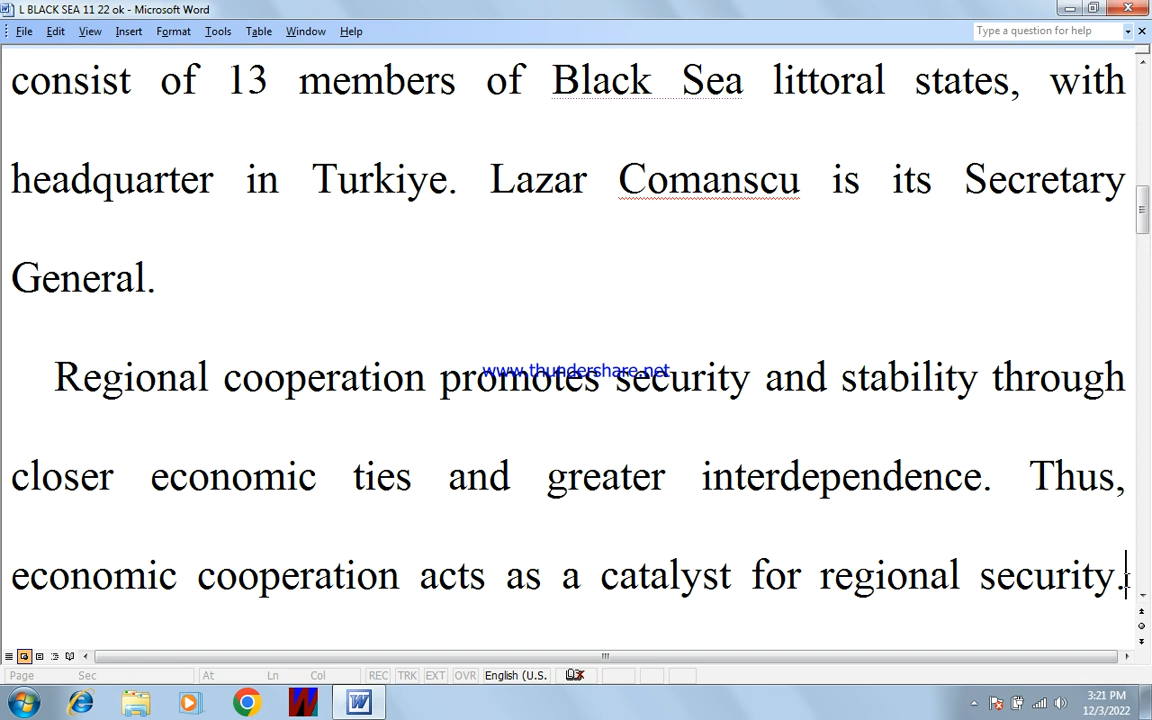 L BLACK SEA 11 22 ok - Microsoft Word
File Edit View Insert Format Tools Table Window Help Type a question for help
consist of 13 members of Black Sea littoral states, with
headquarter in Turkiye. Lazar Comanscu is its Secretary
General.
Regional cooperation promotes security and stability through
www.thundershare.net
closer economic ties and greater interdependence. Thus,
economic cooperation acts as a catalyst for regional security.
Page Sec At Ln Col REC TRK EXT OVR English (U.S.
3:21 PM
12/3/2022